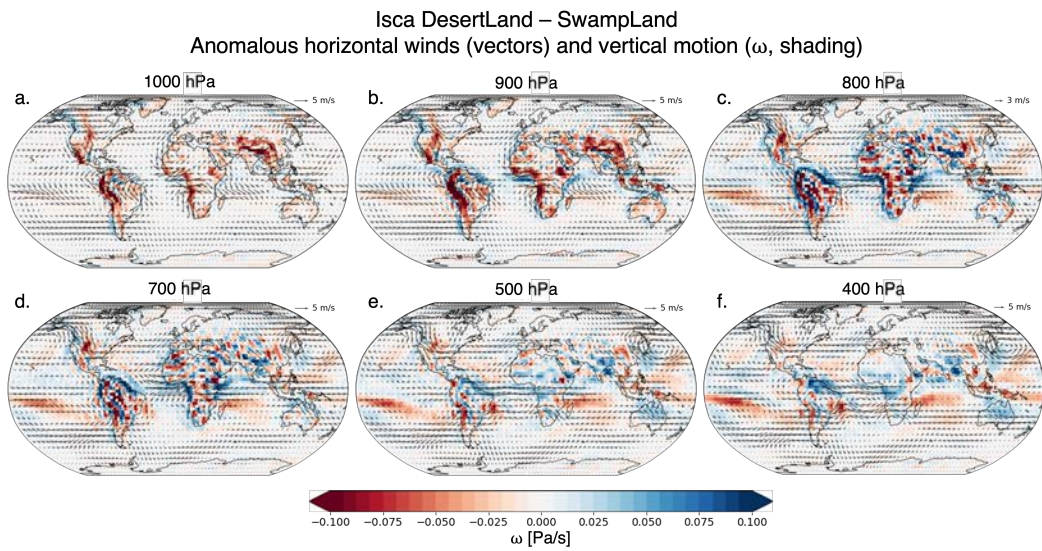 Isca DesertLand – SwampLand
Anomalous horizontal winds (vectors) and vertical motion (ω, shading)
a.
1000 hPa
5 m/s
b.
900 hPa
5 m/s
c.
800 hPa
3 m/s
d.
700 hPa
5 m/s
e.
500 hPa
5 m/s
f.
400 hPa
5 m/s
−0.100 −0.075 −0.050 −0.025 0.000 0.025 0.050 0.075 0.100
ω [Pa/s]